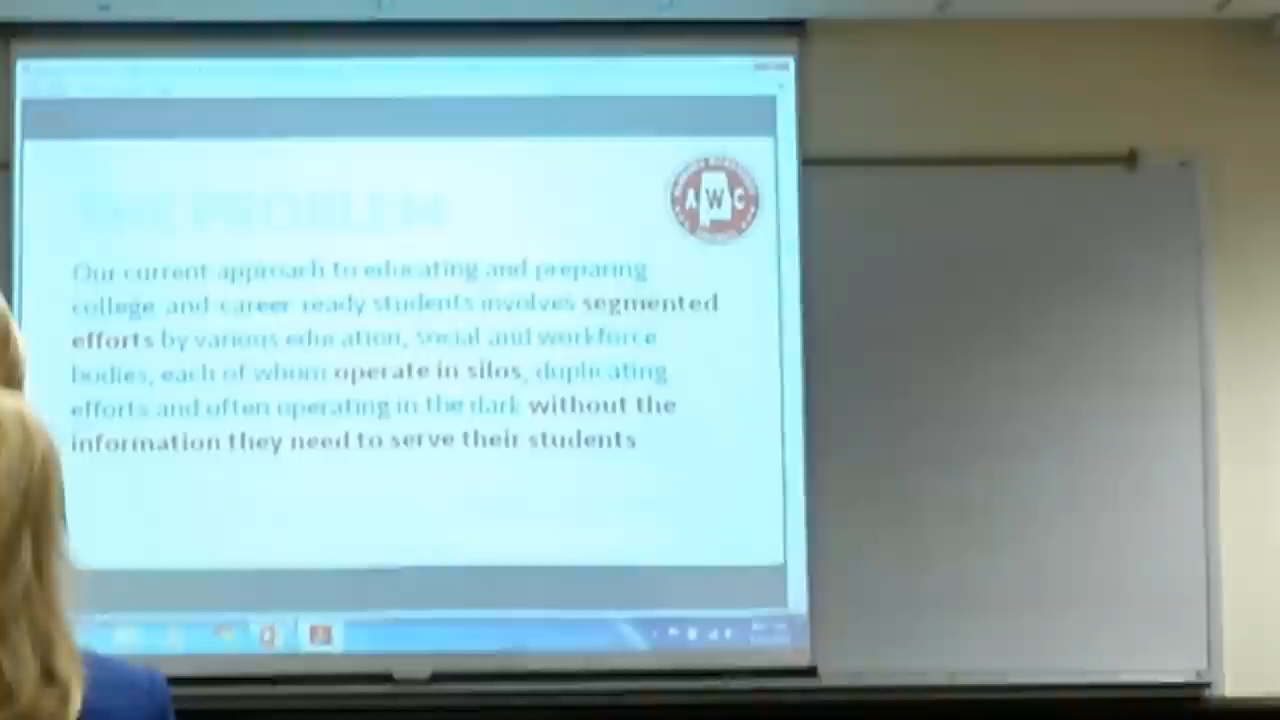 THE PROBLEM
AWC
Our current approach to educating and preparing
college-and-career-ready students involves segmented
efforts by various education, social and workforce
bodies, each of whom operate in silos, duplicating
efforts and often operating in the dark without the
information they need to serve their students